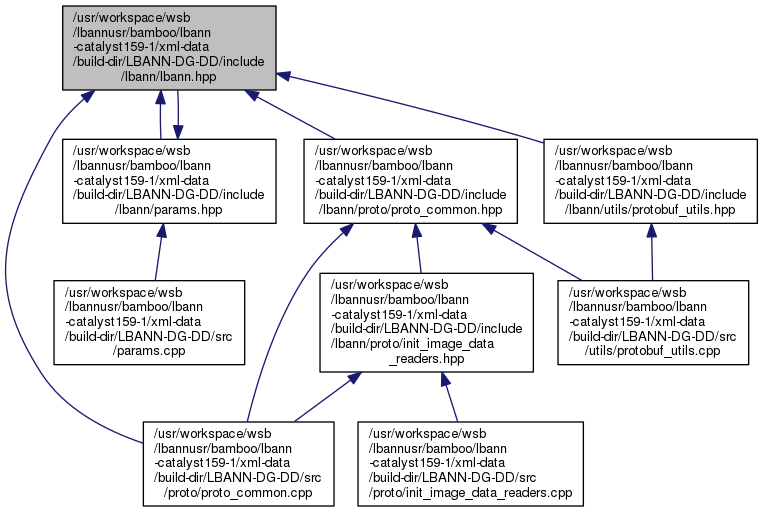 /usr/workspace/wsb
/lbannusr/bamboo/lbann
-catalyst159-1/xml-data
/build-dir/LBANN-DG-DD/include
/lbann/lbann.hpp
/usr/workspace/wsb
/lbannusr/bamboo/lbann
-catalyst159-1/xml-data
/build-dir/LBANN-DG-DD/include
/lbann/params.hpp
/usr/workspace/wsb
/lbannusr/bamboo/lbann
-catalyst159-1/xml-data
/build-dir/LBANN-DG-DD/include
/lbann/proto/proto_common.hpp
/usr/workspace/wsb
/lbannusr/bamboo/lbann
-catalyst159-1/xml-data
/build-dir/LBANN-DG-DD/include
/lbann/utils/protobuf_utils.hpp
/usr/workspace/wsb
/lbannusr/bamboo/lbann
-catalyst159-1/xml-data
/build-dir/LBANN-DG-DD/src
/params.cpp
/usr/workspace/wsb
/lbannusr/bamboo/lbann
-catalyst159-1/xml-data
/build-dir/LBANN-DG-DD/include
/lbann/proto/init_image_data
_readers.hpp
/usr/workspace/wsb
/lbannusr/bamboo/lbann
-catalyst159-1/xml-data
/build-dir/LBANN-DG-DD/src
/utils/protobuf_utils.cpp
/usr/workspace/wsb
/lbannusr/bamboo/lbann
-catalyst159-1/xml-data
/build-dir/LBANN-DG-DD/src
/proto/proto_common.cpp
/usr/workspace/wsb
/lbannusr/bamboo/lbann
-catalyst159-1/xml-data
/build-dir/LBANN-DG-DD/src
/proto/init_image_data_readers.cpp